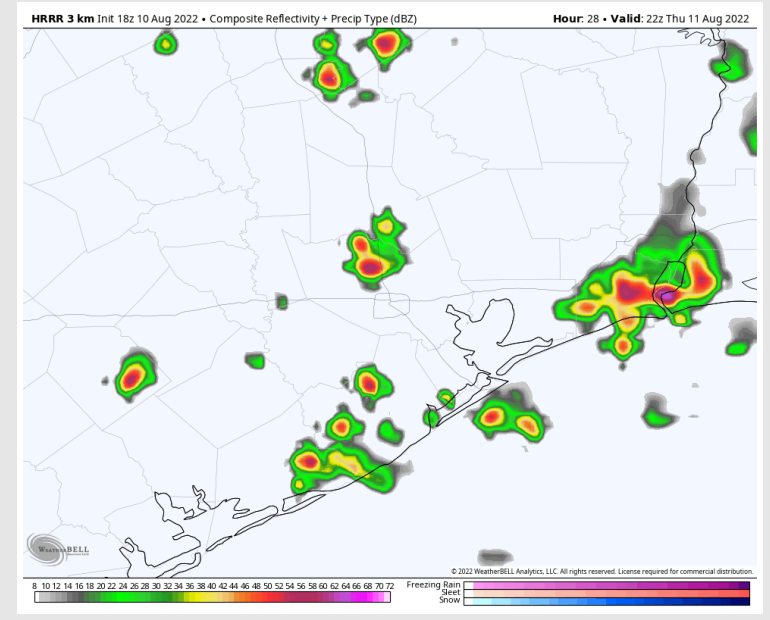 HRRR 3 km Init 18z 10 Aug 2022 • Composite Reflectivity + Precip Type (dBZ) Hour: 28 • Valid: 22z Thu 11 Aug 2022
WEATHERBELL
© 2022 WeatherBELL Analytics, LLC. All rights reserved. License required for commercial distribution.
8 10 12 14 16 18 20 22 24 26 28 30 32 34 36 38 40 42 44 46 48 50 52 54 56 58 60 62 64 66 68 70 72
Freezing Rain
Sleet
Snow